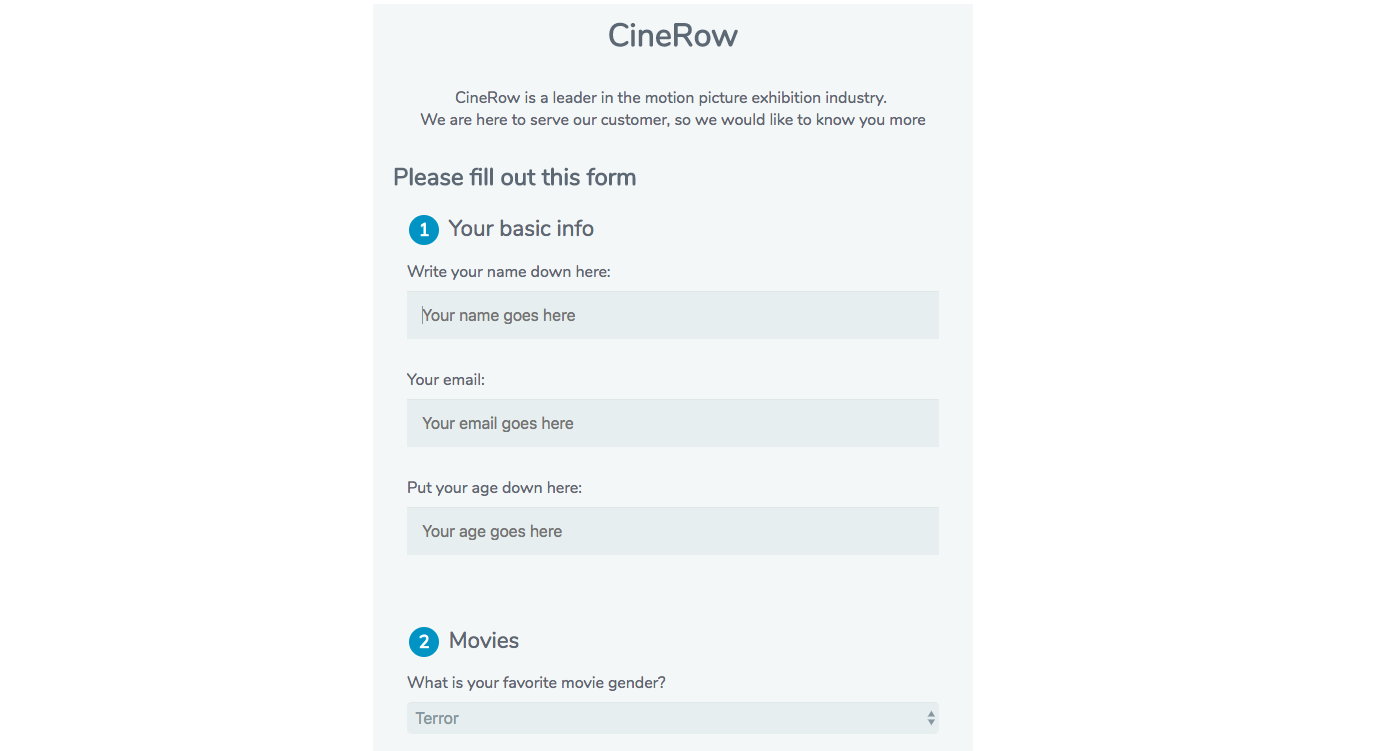 CineRow
CineRow is a leader in the motion picture exhibition industry.
We are here to serve our customer, so we would like to know you more
Please fill out this form
1 Your basic info
Write your name down here:
Your name goes here
Your email:
Your email goes here
Put your age down here:
Your age goes here
2 Movies
What is your favorite movie gender?
Terror